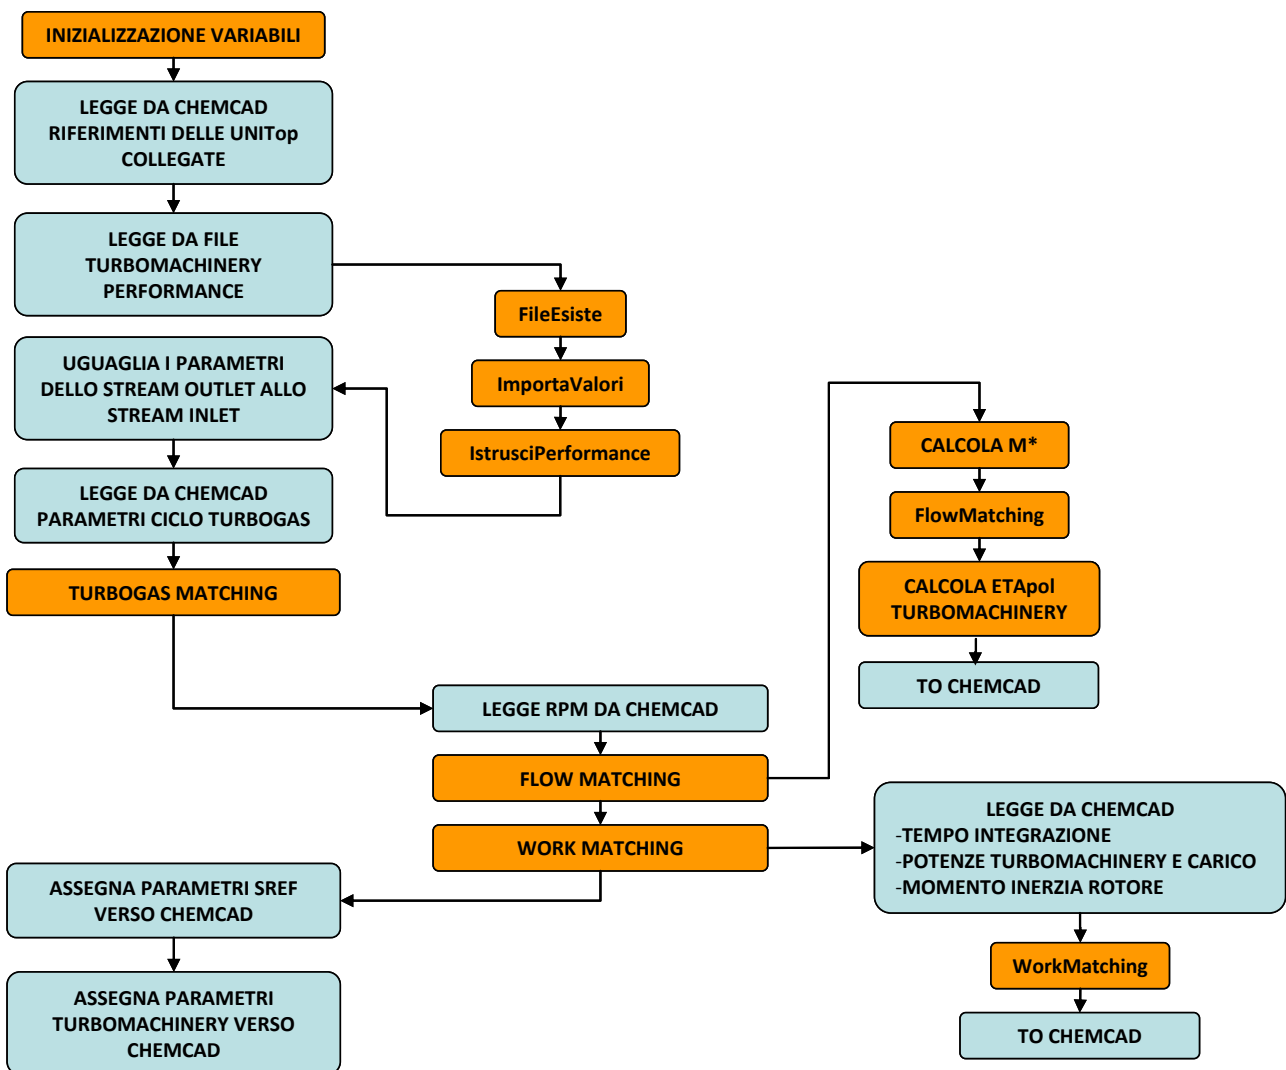 INIZIALIZZAZIONE VARIABILI
LEGGE DA CHEMCAD
RIFERIMENTI DELLE UNITop
COLLEGATE
LEGGE DA FILE
TURBOMACHINERY
PERFORMANCE
FileEsiste
ImportaValori
IstrusciPerformance
UGUAGLIA I PARAMETRI
DELLO STREAM OUTLET ALLO
STREAM INLET
LEGGE DA CHEMCAD
PARAMETRI CICLO TURBOGAS
TURBOGAS MATCHING
LEGGE RPM DA CHEMCAD
FLOW MATCHING
CALCOLA M*
FlowMatching
CALCOLA ETApol
TURBOMACHINERY
TO CHEMCAD
WORK MATCHING
LEGGE DA CHEMCAD
-TEMPO INTEGRAZIONE
-POTENZE TURBOMACHINERY E CARICO
-MOMENTO INERZIA ROTORE
WorkMatching
TO CHEMCAD
ASSEGNA PARAMETRI SREF
VERSO CHEMCAD
ASSEGNA PARAMETRI
TURBOMACHINERY VERSO
CHEMCAD